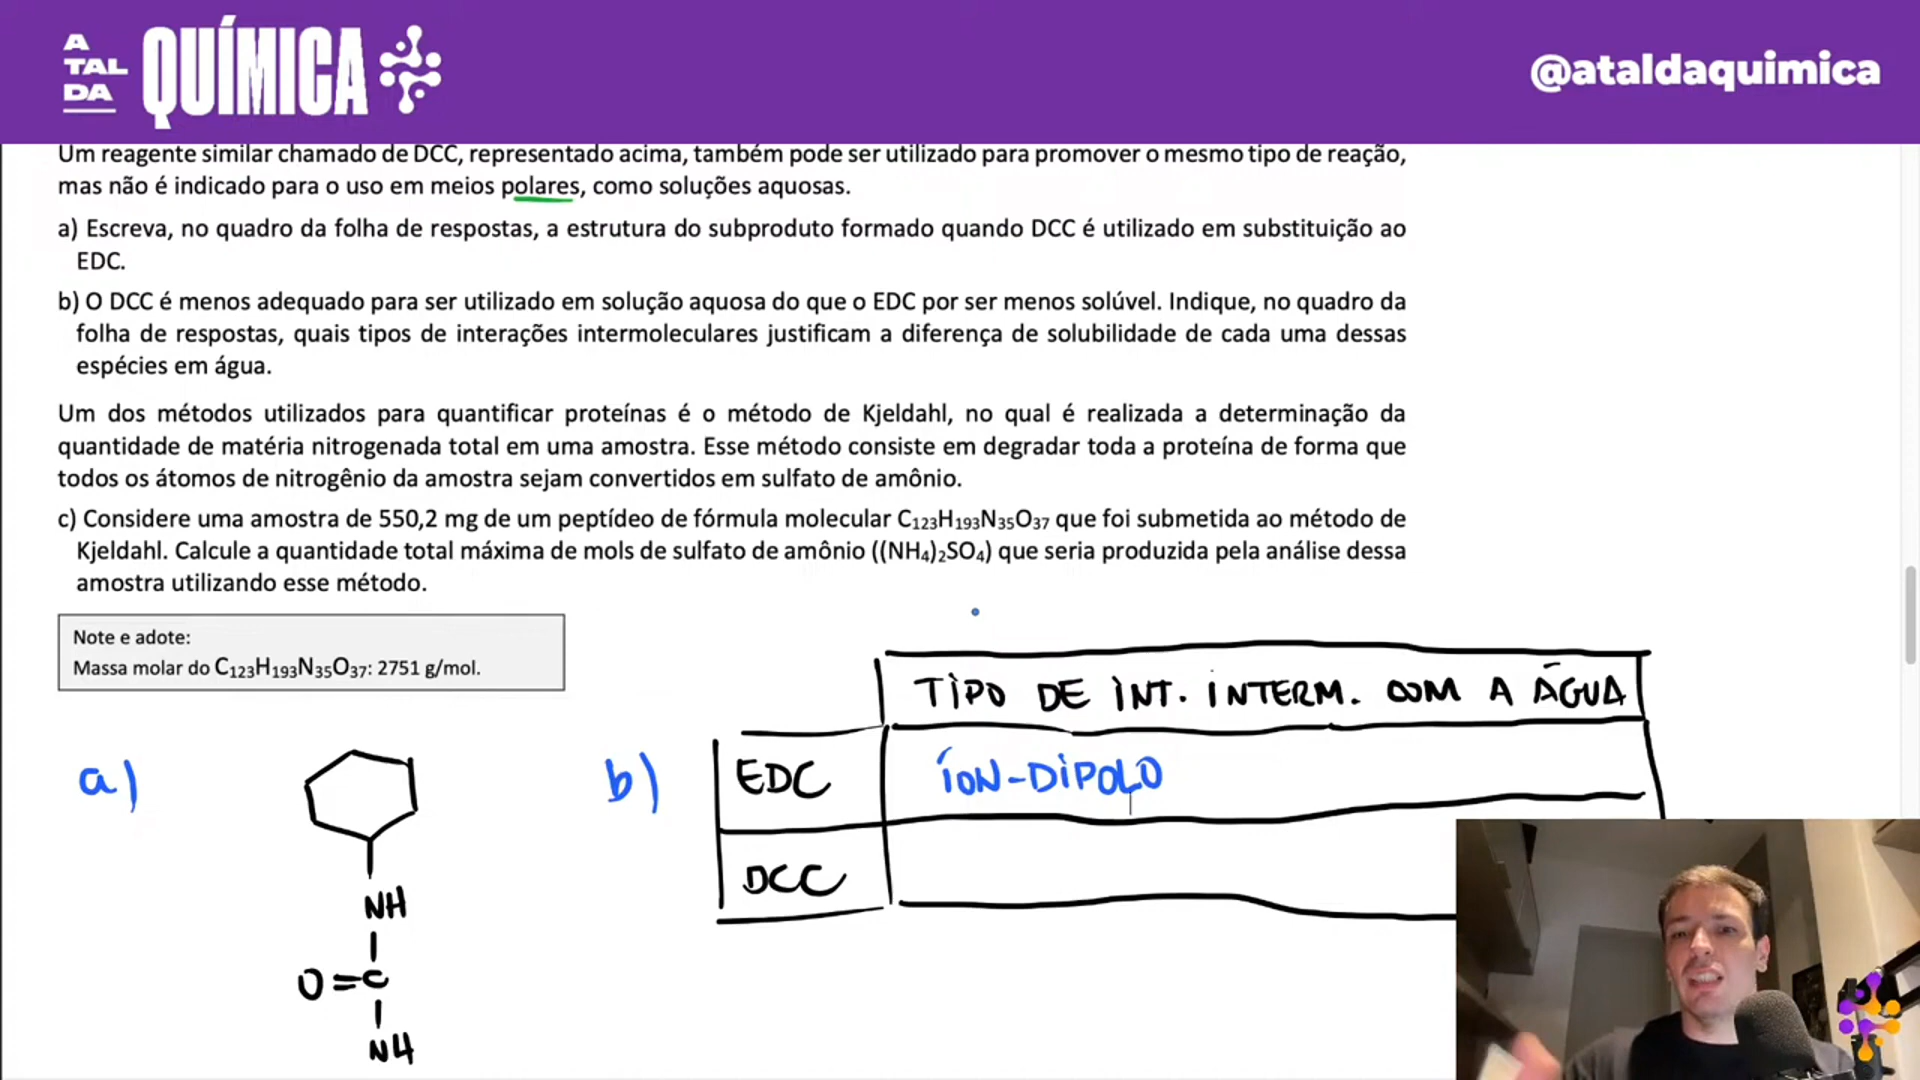 A TAL DA QUÍMICA
@ataldaquimica
Um reagente similar chamado de DCC, representado acima, também pode ser utilizado para promover o mesmo tipo de reação,
mas não é indicado para o uso em meios polares, como soluções aquosas.
a) Escreva, no quadro da folha de respostas, a estrutura do subproduto formado quando DCC é utilizado em substituição ao
EDC.
b) O DCC é menos adequado para ser utilizado em solução aquosa do que o EDC por ser menos solúvel. Indique, no quadro da
folha de respostas, quais tipos de interações intermoleculares justificam a diferença de solubilidade de cada uma dessas
espécies em água.
Um dos métodos utilizados para quantificar proteínas é o método de Kjeldahl, no qual é realizada a determinação da
quantidade de matéria nitrogenada total em uma amostra. Esse método consiste em degradar toda a proteína de forma que
todos os átomos de nitrogênio da amostra sejam convertidos em sulfato de amônio.
c) Considere uma amostra de 550,2 mg de um peptídeo de fórmula molecular C₁₂₃H₁₉₃N₃₅O₃₇ que foi submetida ao método de
Kjeldahl. Calcule a quantidade total máxima de mols de sulfato de amônio ((NH₄)₂SO₄) que seria produzida pela análise dessa
amostra utilizando esse método.
Note e adote:
Massa molar do C₁₂₃H₁₉₃N₃₅O₃₇: 2751 g/mol.
TIPO DE INT. INTERM. COM A ÁGUA
a)
b)
EDC
ÍON-DIPOLO
DCC
NH
O=C
NH